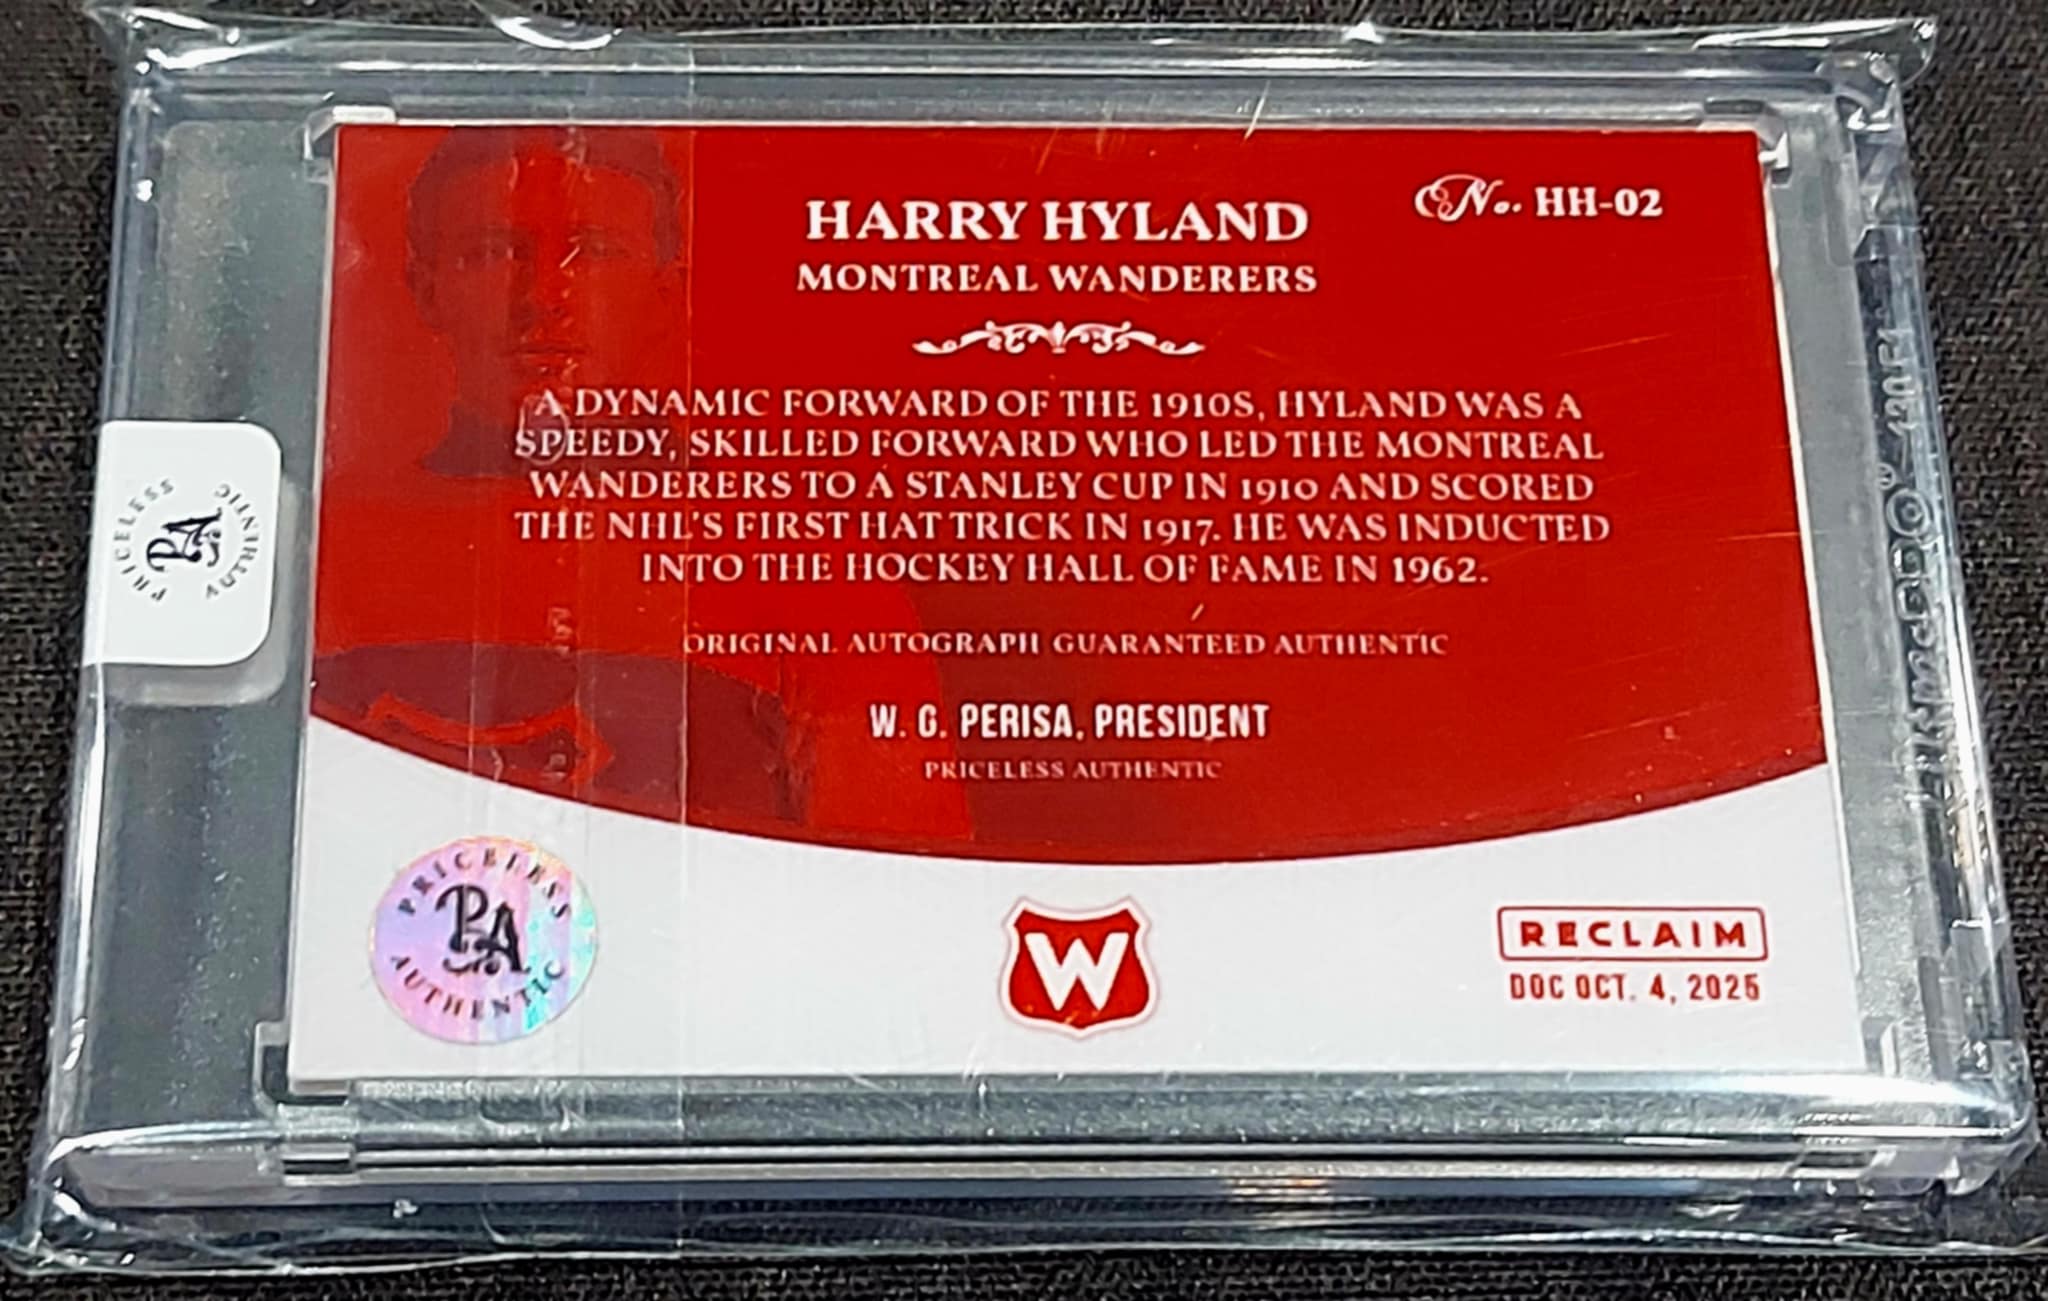 No. HH-02
HARRY HYLAND
MONTREAL WANDERERS
A DYNAMIC FORWARD OF THE 1910S, HYLAND WAS A
SPEEDY, SKILLED FORWARD WHO LED THE MONTREAL
WANDERERS TO A STANLEY CUP IN 1910 AND SCORED
THE NHL'S FIRST HAT TRICK IN 1917. HE WAS INDUCTED
INTO THE HOCKEY HALL OF FAME IN 1962.
ORIGINAL AUTOGRAPH GUARANTEED AUTHENTIC
W. G. PERISA, PRESIDENT
PRICELESS AUTHENTIC
PRICELESS
PA
AUTHENTIC
PRICELESS
PA
AUTHENTIC
W
RECLAIM
DOC OCT. 4, 2025